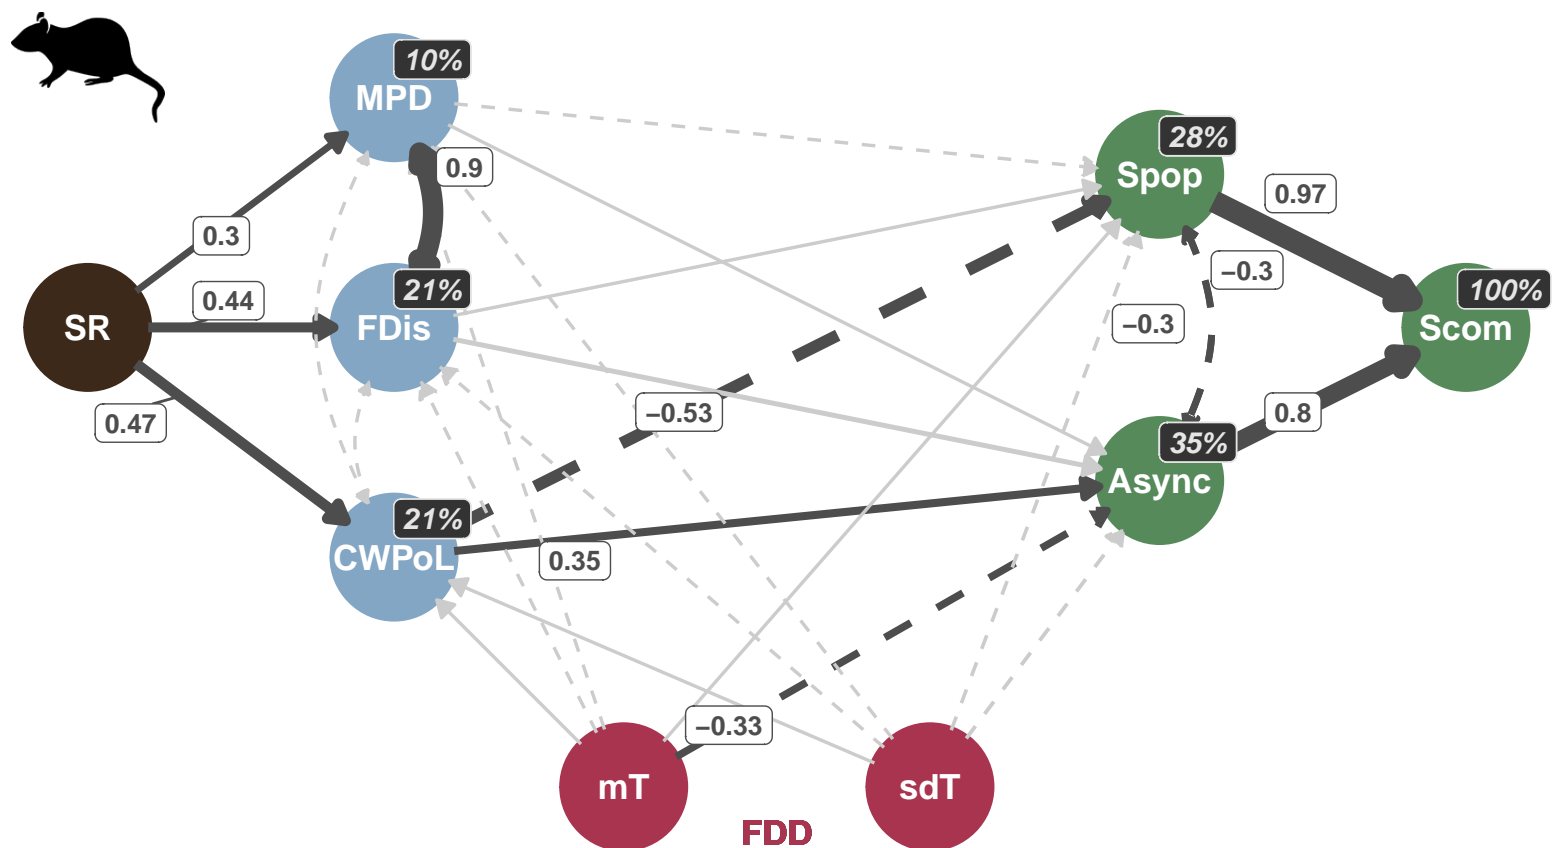 10%
MPD
0.9
28%
Spop
0.97
0.3
–0.3
0.44
21%
FDis
SR
–0.3
100%
Scom
0.47
–0.53
0.8
35%
Async
21%
CWPoL
0.35
–0.33
mT
sdT
FDD